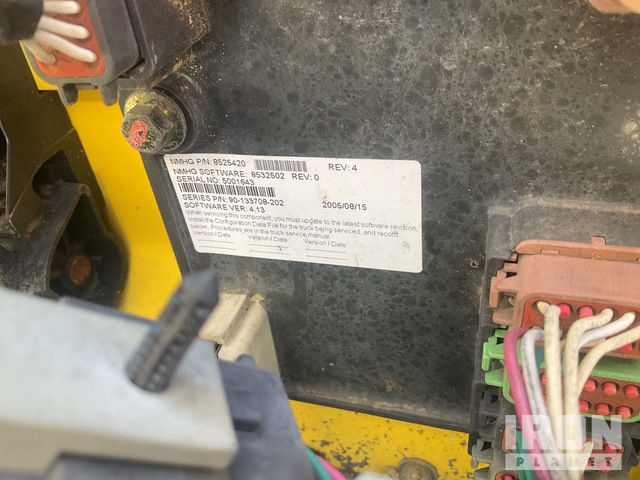 NMHG P/N: 8525420 REV: 4
NMHG SOFTWARE: 8532502 REV: 0
SERIAL NO: 5001643
SERIES P/N: 90-133708-202 2005/08/15
SOFTWARE VER: 4.13
When servicing this component, you must update to the latest software revision,
install the Configuration Data File for the truck being serviced, and record
below. Procedures are in the truck service manual.
Version / Date Version / Date Version / Date
IRON
PLANET